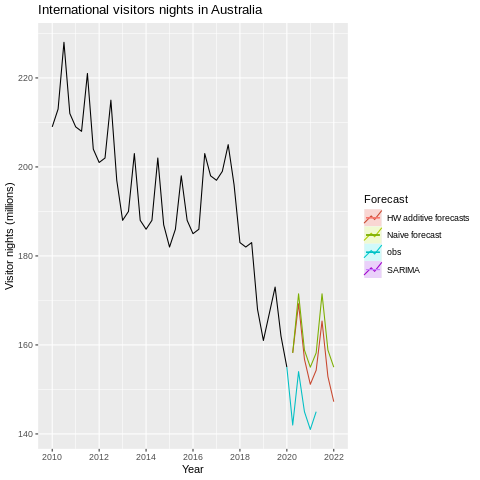 International visitors nights in Australia
Visitor nights (millions)
220
200
180
160
140
2010
2012
2014
2016
2018
2020
2022
Year
Forecast
HW additive forecasts
Naive forecast
obs
SARIMA